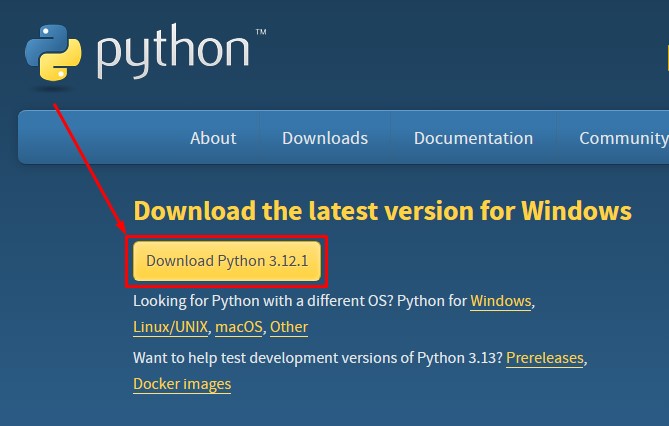 python™
About Downloads Documentation Community
Download the latest version for Windows
Download Python 3.12.1
Looking for Python with a different OS? Python for Windows,
Linux/UNIX, macOS, Other
Want to help test development versions of Python 3.13? Prereleases,
Docker images